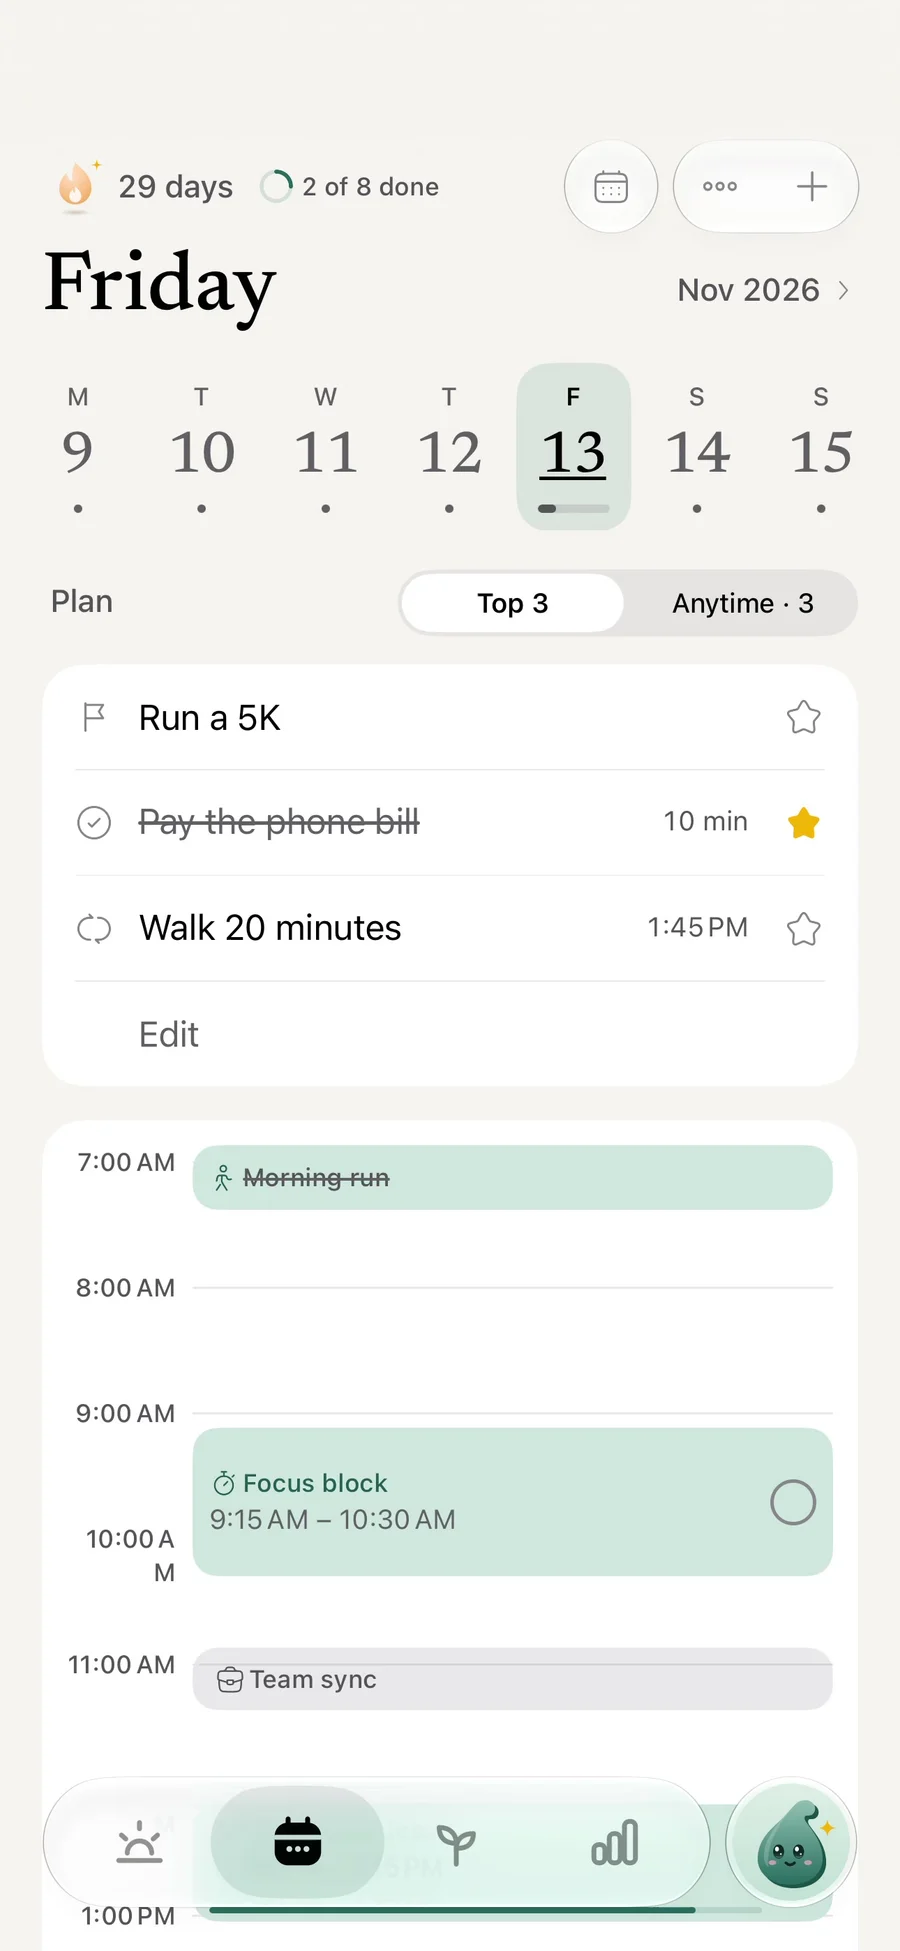 29 days
2 of 8 done
Friday
Nov 2026
M T W T F S S
9 10 11 12 13 14 15
Plan
Top 3
Anytime · 3
Run a 5K
Pay the phone bill
10 min
Walk 20 minutes
1:45 PM
Edit
7:00 AM
Morning run
8:00 AM
9:00 AM
Focus block
9:15 AM – 10:30 AM
10:00 A
M
11:00 AM
Team sync
1:00 PM